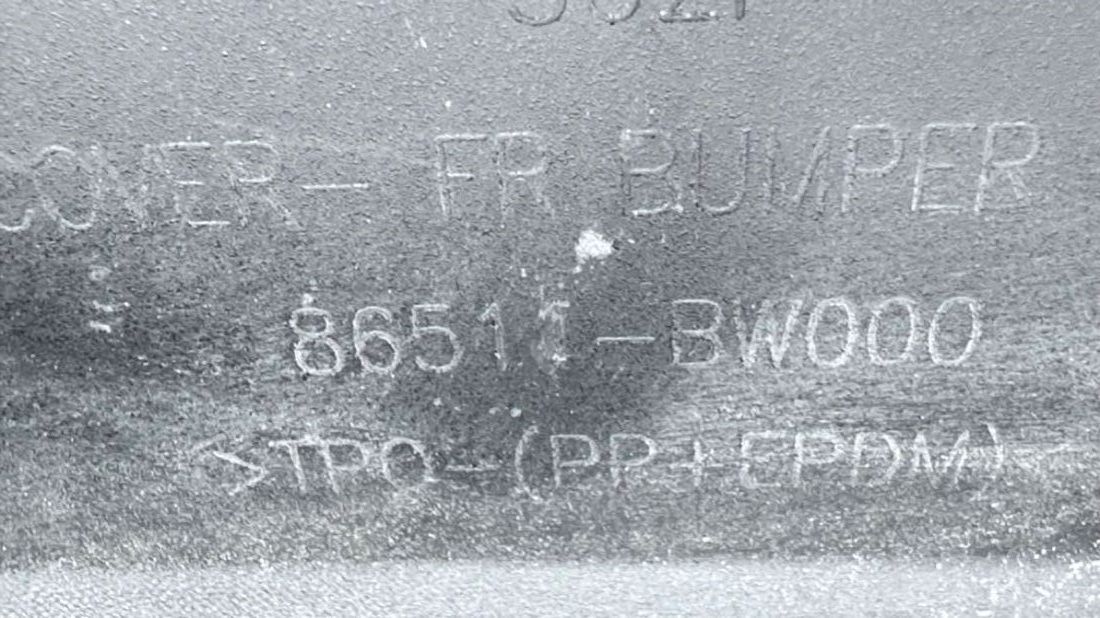 COVER- FR BUMPER
86511-BW000
>TPO-(PP+EPDM)<